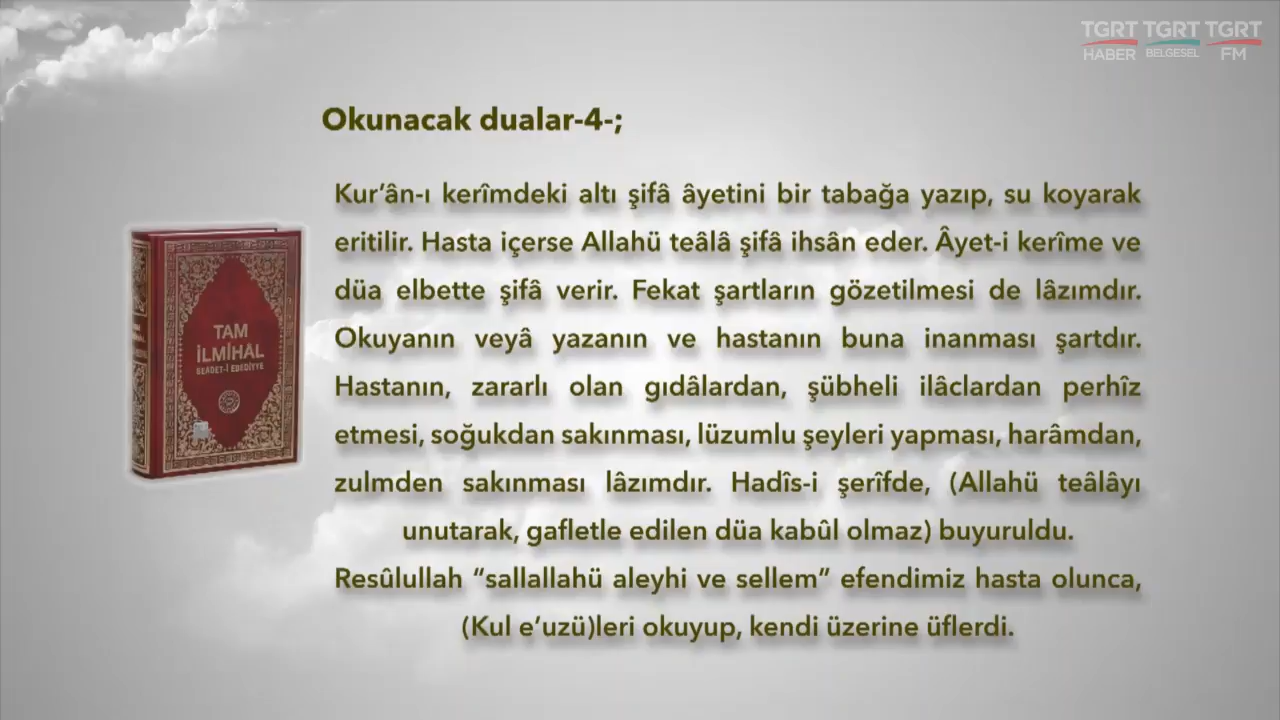 TGRT TGRT TGRT
HABER BELGESEL FM
Okunacak dualar-4-;
Kur’ân-ı kerîmdeki altı şifâ âyetini bir tabağa yazıp, su koyarak
eritilir. Hasta içerse Allahü teâlâ şifâ ihsân eder. Âyet-i kerîme ve
düa elbette şifâ verir. Fekat şartların gözetilmesi de lâzımdır.
Okuyanın veyâ yazanın ve hastanın buna inanması şartdır.
Hastanın, zararlı olan gıdâlardan, şübheli ilâclardan perhîz
etmesi, soğukdan sakınması, lüzumlu şeyleri yapması, harâmdan,
zulmden sakınması lâzımdır. Hadîs-i şerîfde, (Allahü teâlâyı
unutarak, gafletle edilen düa kabûl olmaz) buyuruldu.
Resûlullah “sallallahü aleyhi ve sellem” efendimiz hasta olunca,
(Kul e’uzü)leri okuyup, kendi üzerine üflerdi.
TAM
İLMİHÂL
SEADET-İ EBEDİYYE